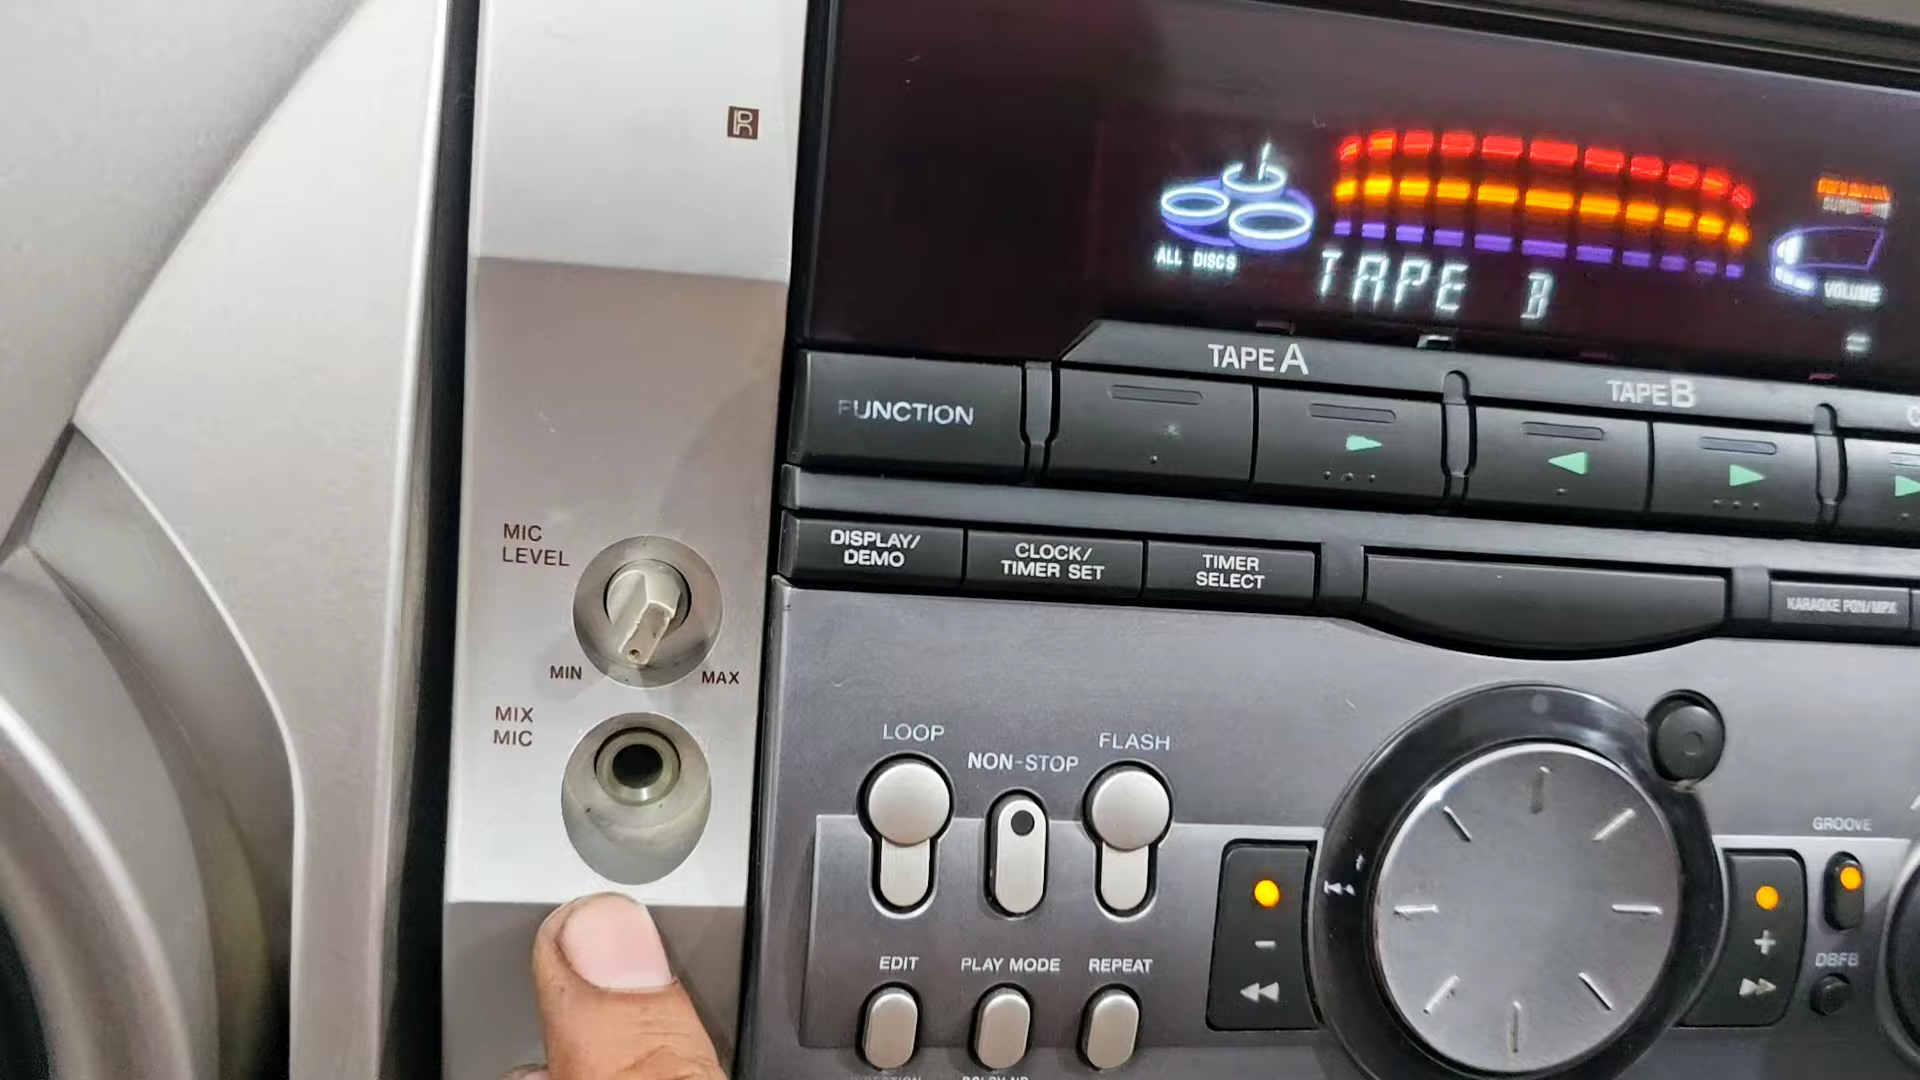 R
ALL DISCS
TAPE B
VOLUME
TAPE A
TAPE B
FUNCTION
DISPLAY/
DEMO
CLOCK/
TIMER SET
TIMER
SELECT
KARAOKE PON/MPX
MIC
LEVEL
MIN
MAX
MIX
MIC
LOOP
NON-STOP
FLASH
GROOVE
DBFB
EDIT
PLAY MODE
REPEAT
−
+